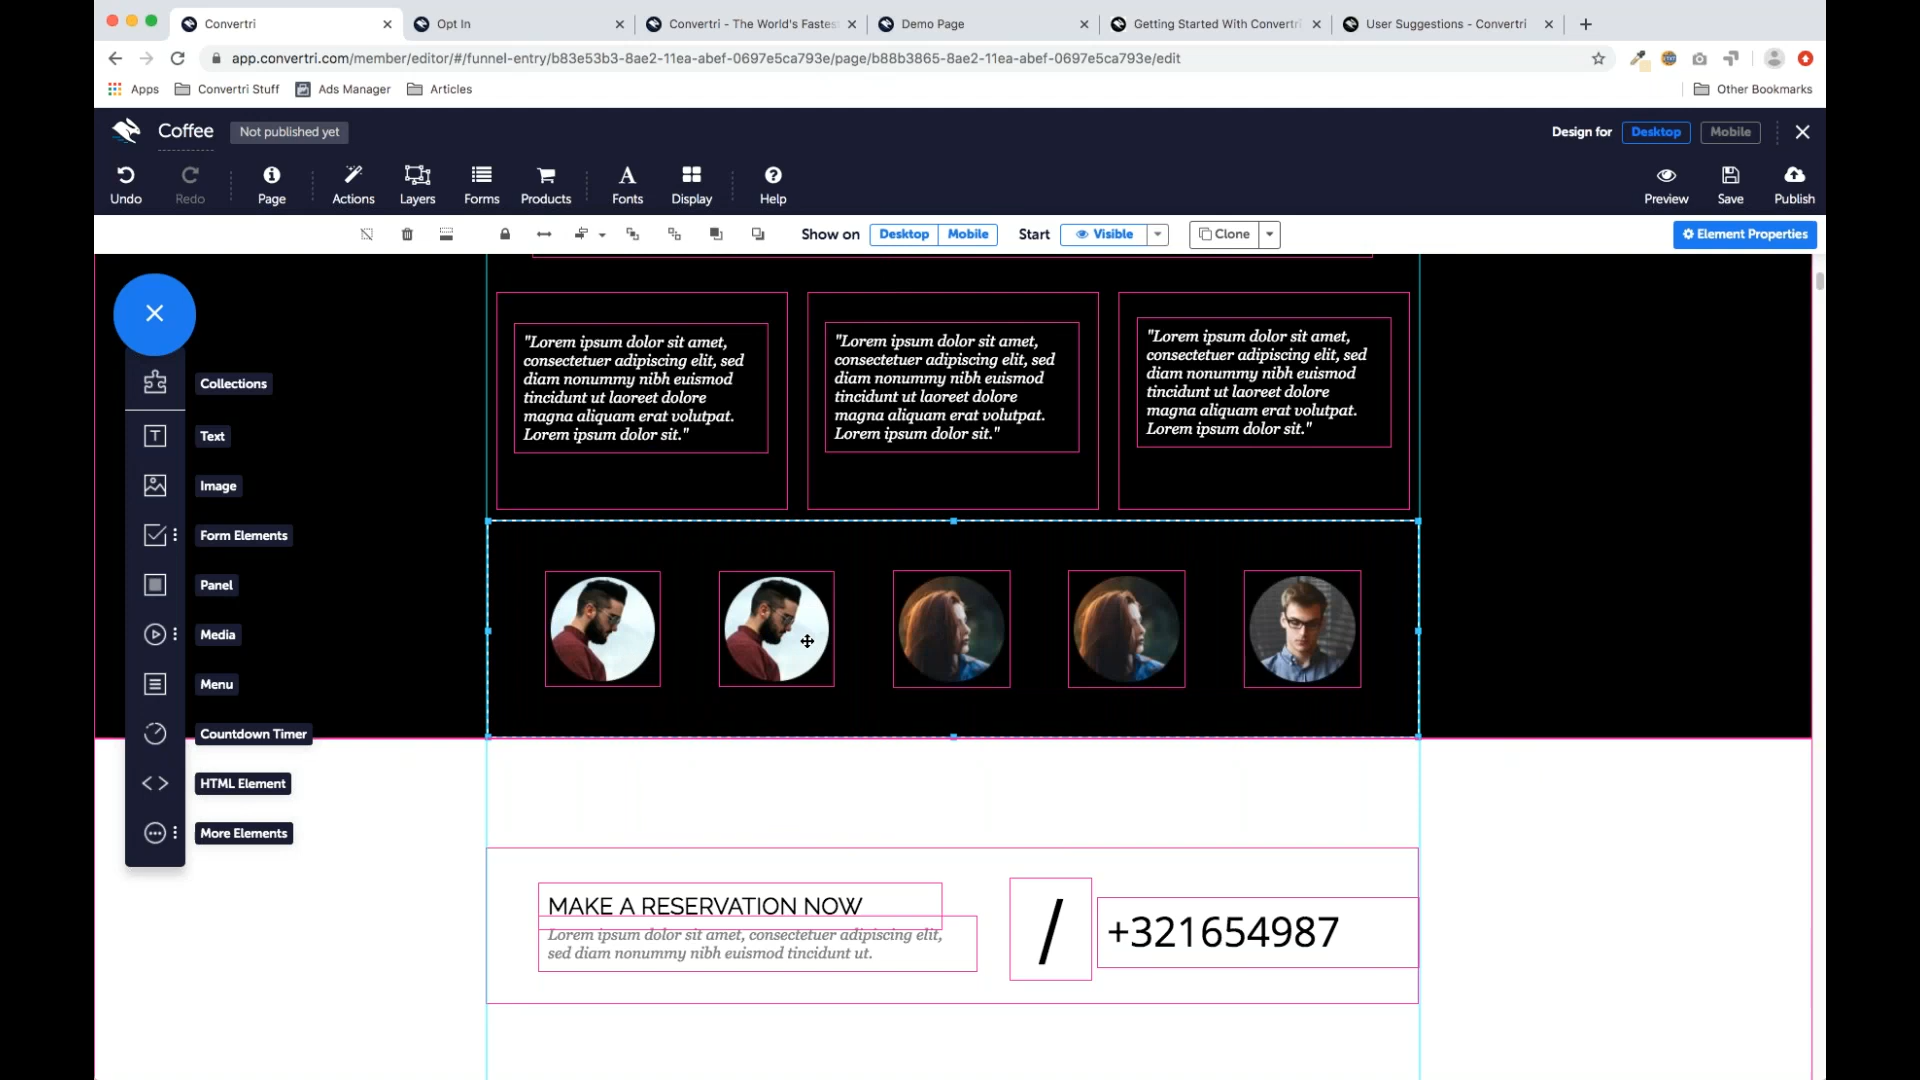 Convertri
Opt In
Convertri - The World's Fastes
Demo Page
Getting Started With Convertri
User Suggestions - Convertri
app.convertri.com/member/editor/#/funnel-entry/b83e53b3-8ae2-11ea-abef-0697e5ca793e/page/b88b3865-8ae2-11ea-abef-0697e5ca793e/edit
Apps
Convertri Stuff
Ads Manager
Articles
Other Bookmarks
Coffee
Not published yet
Design for
Desktop
Mobile
Undo
Redo
Page
Actions
Layers
Forms
Products
Fonts
Display
Help
Preview
Save
Publish
Show on
Desktop
Mobile
Start
Visible
Clone
Element Properties
Collections
Text
Image
Form Elements
Panel
Media
Menu
Countdown Timer
HTML Element
More Elements
"Lorem ipsum dolor sit amet,
consectetuer adipiscing elit, sed
diam nonummy nibh euismod
tincidunt ut laoreet dolore
magna aliquam erat volutpat.
Lorem ipsum dolor sit."
"Lorem ipsum dolor sit amet,
consectetuer adipiscing elit, sed
diam nonummy nibh euismod
tincidunt ut laoreet dolore
magna aliquam erat volutpat.
Lorem ipsum dolor sit."
"Lorem ipsum dolor sit amet,
consectetuer adipiscing elit, sed
diam nonummy nibh euismod
tincidunt ut laoreet dolore
magna aliquam erat volutpat.
Lorem ipsum dolor sit."
MAKE A RESERVATION NOW
Lorem ipsum dolor sit amet, consectetuer adipiscing elit,
sed diam nonummy nibh euismod tincidunt ut.
/
+321654987